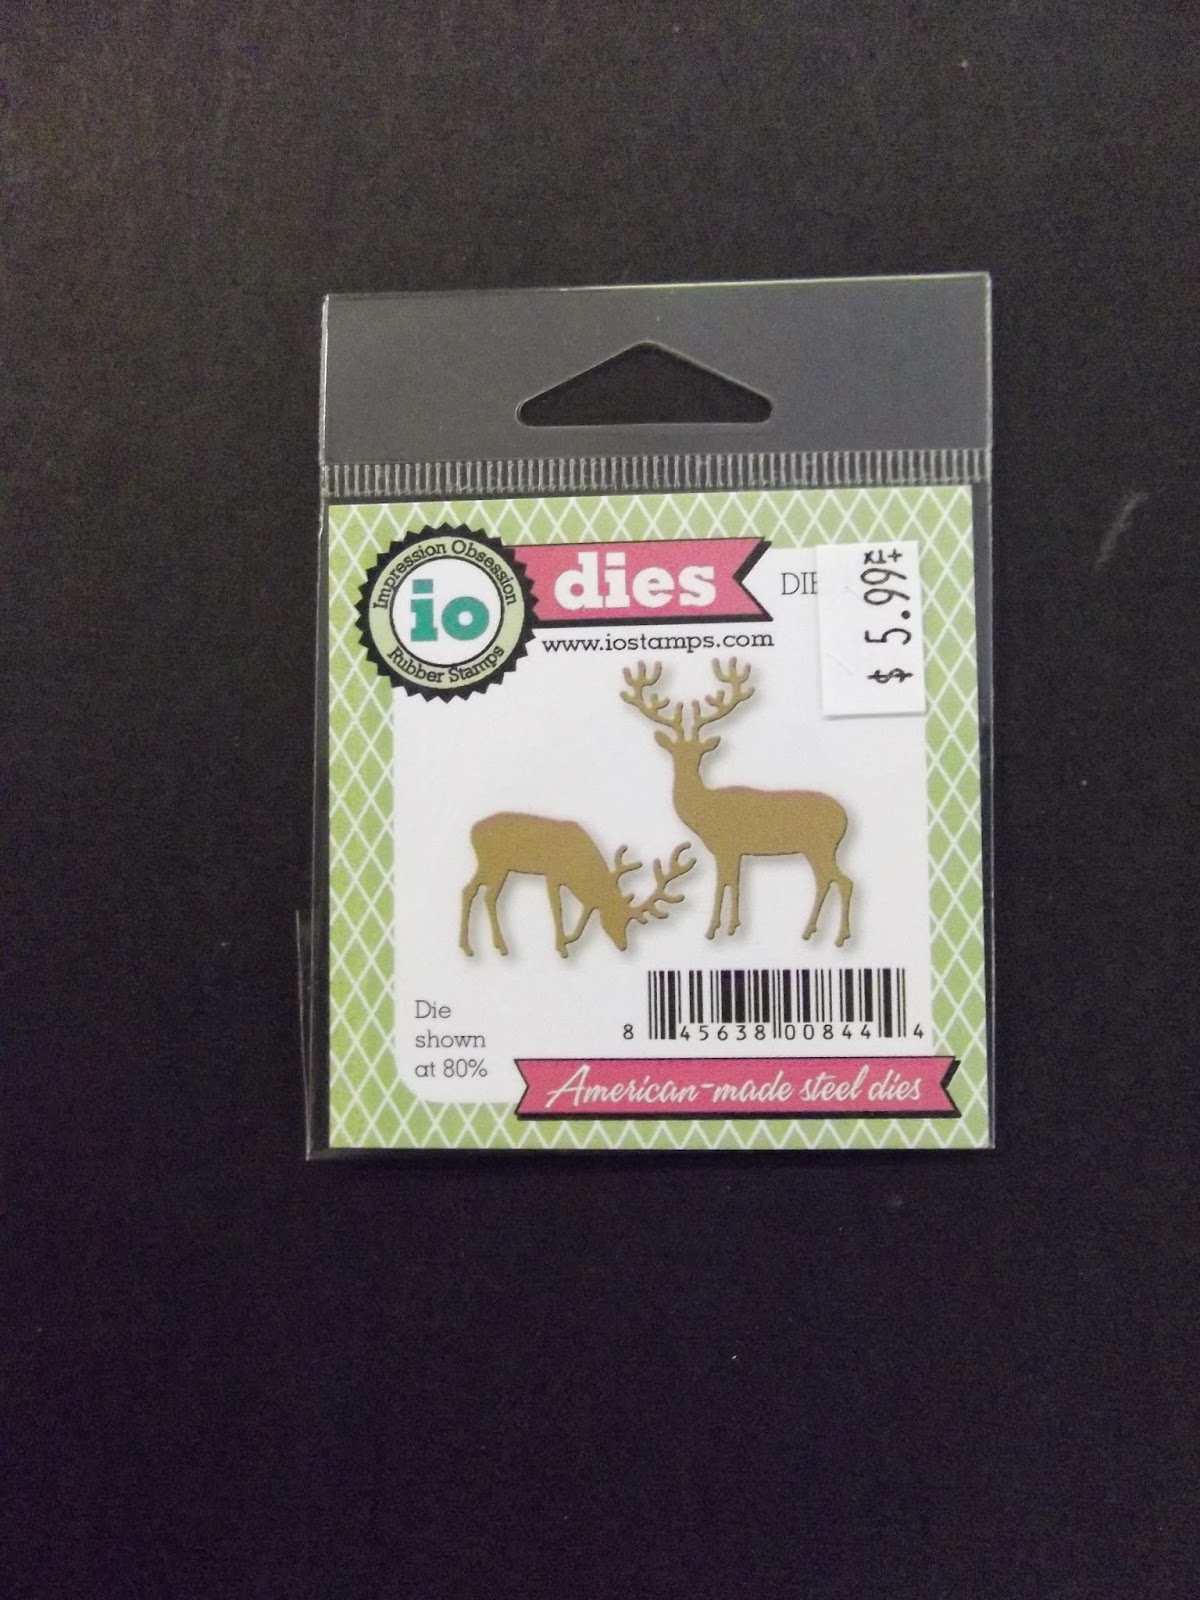 Impression Obsession
io
Rubber Stamps
dies
www.iostamps.com
$ 5.99
Die
shown
at 80%
8 45638 00844 4
American-made steel dies